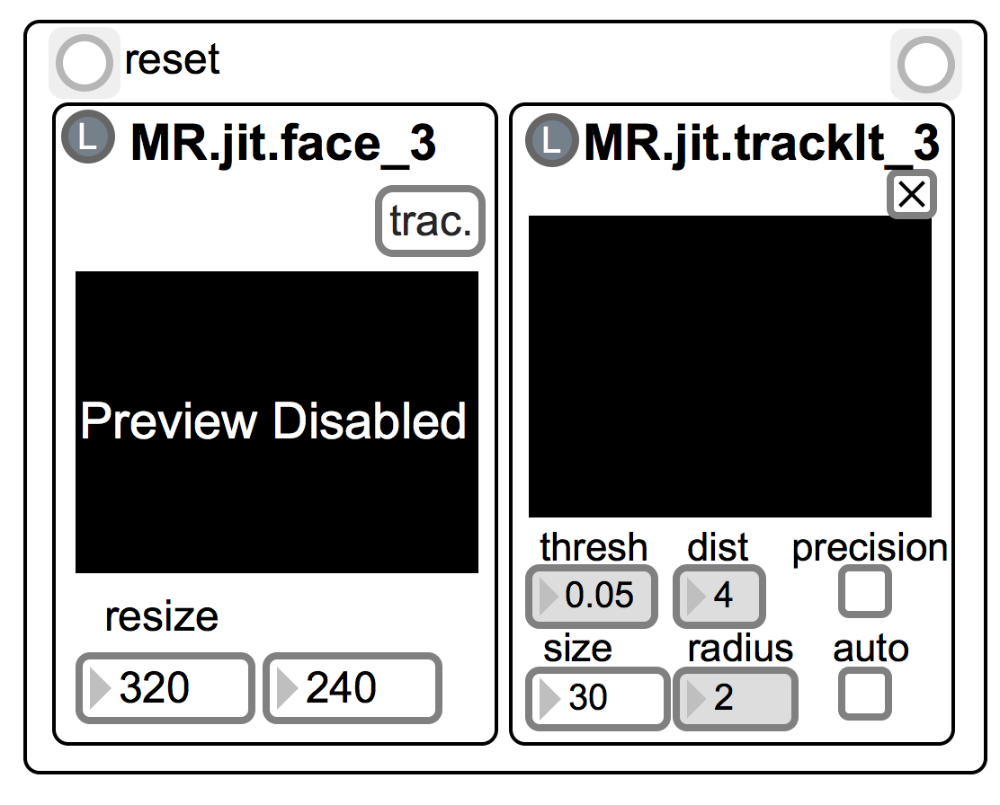 reset
L MR.jit.face_3
trac.
Preview Disabled
resize
320 240
L MR.jit.trackIt_3
thresh dist precision
0.05 4
size radius auto
30 2